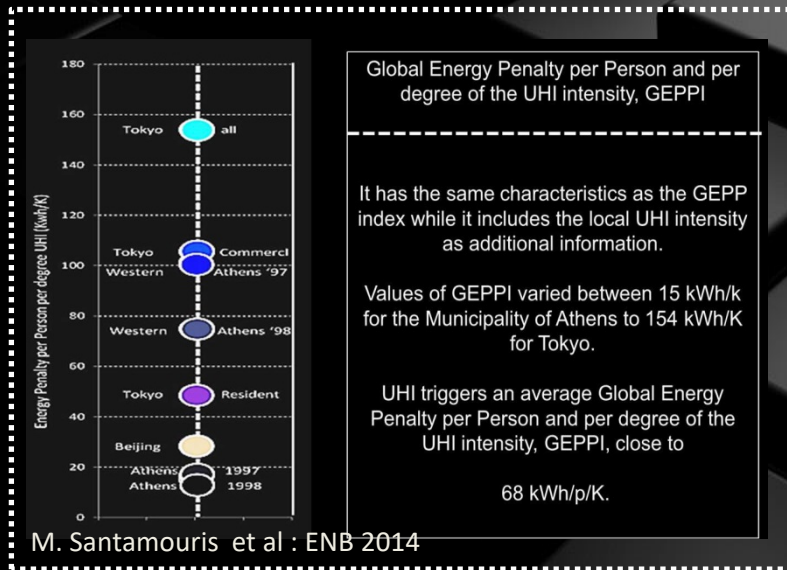 Energy Penalty per Person per degree UHI (Kwh/K)
180
160
140
120
100
80
60
40
20
0
Tokyo all
Tokyo Commercl
Western Athens '97
Western Athens '98
Tokyo Resident
Beijing
Athens 1997
Athens 1998
Global Energy Penalty per Person and per
degree of the UHI intensity, GEPPI
It has the same characteristics as the GEPP
index while it includes the local UHI intensity
as additional information.
Values of GEPPI varied between 15 kWh/k
for the Municipality of Athens to 154 kWh/K
for Tokyo.
UHI triggers an average Global Energy
Penalty per Person and per degree of the
UHI intensity, GEPPI, close to
68 kWh/p/K.
M. Santamouris et al : ENB 2014